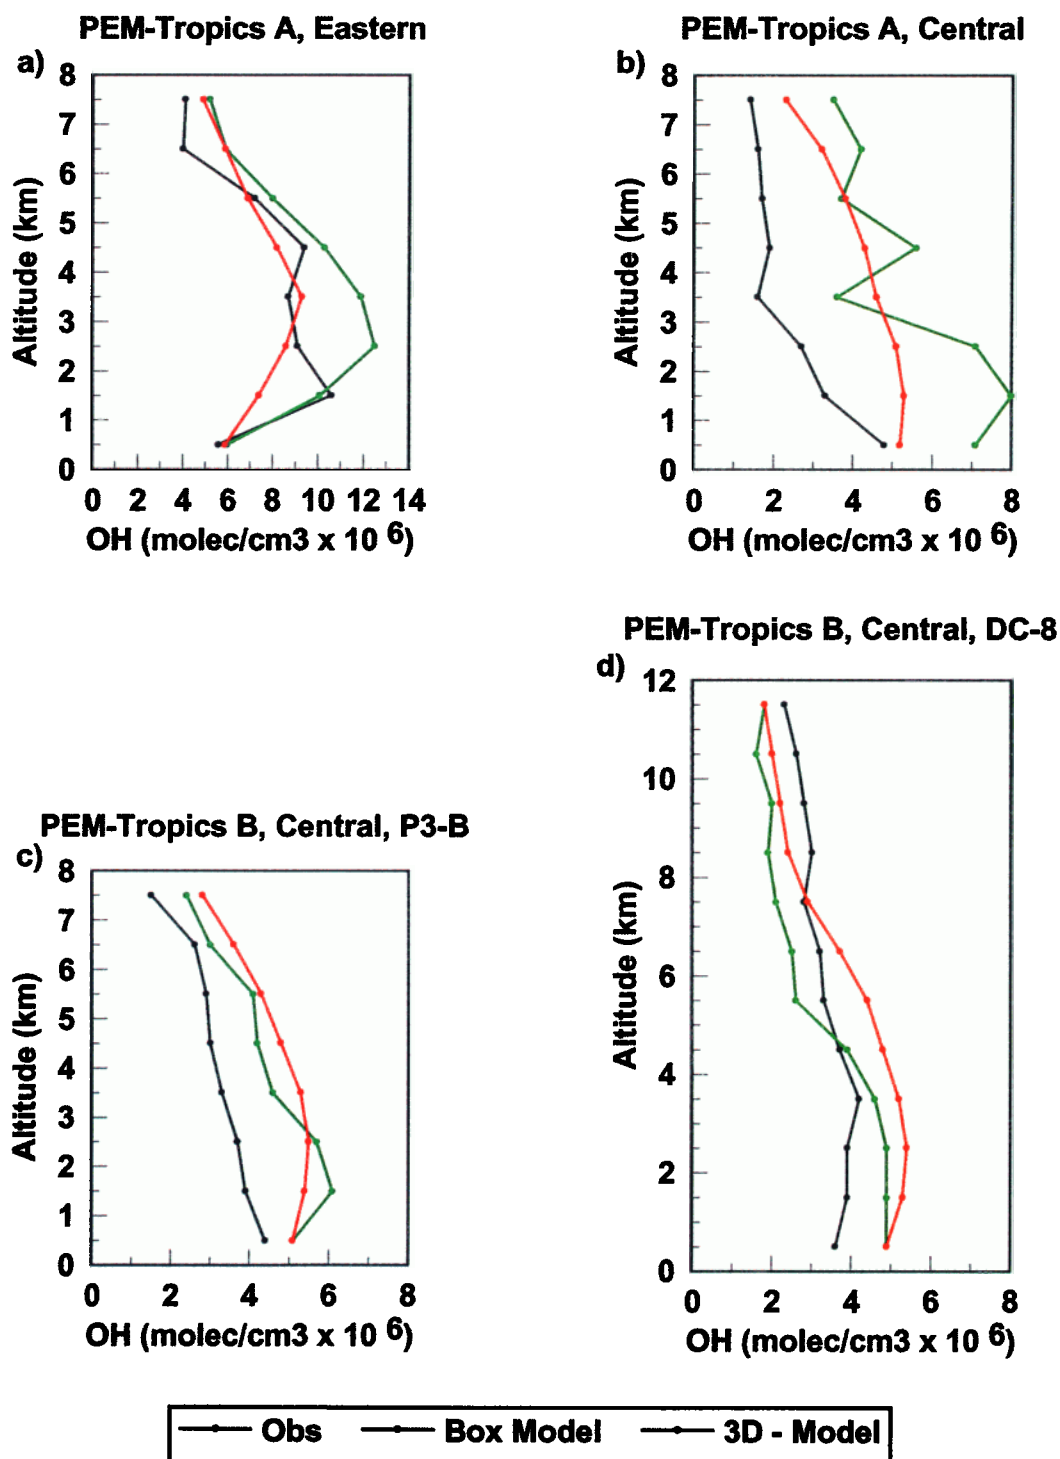 PEM-Tropics A, Eastern
a)
8
7
6
5
4
3
2
1
0
Altitude (km)
0 2 4 6 8 10 12 14
OH (molec/cm3 x 10 6)
PEM-Tropics A, Central
b)
8
7
6
5
4
3
2
1
0
Altitude (km)
0 2 4 6 8
OH (molec/cm3 x 10 6)
PEM-Tropics B, Central, P3-B
c)
8
7
6
5
4
3
2
1
0
Altitude (km)
0 2 4 6 8
OH (molec/cm3 x 10 6)
PEM-Tropics B, Central, DC-8
d)
12
10
8
6
4
2
0
Altitude (km)
0 2 4 6 8
OH (molec/cm3 x 10 6)
Obs Box Model 3D - Model